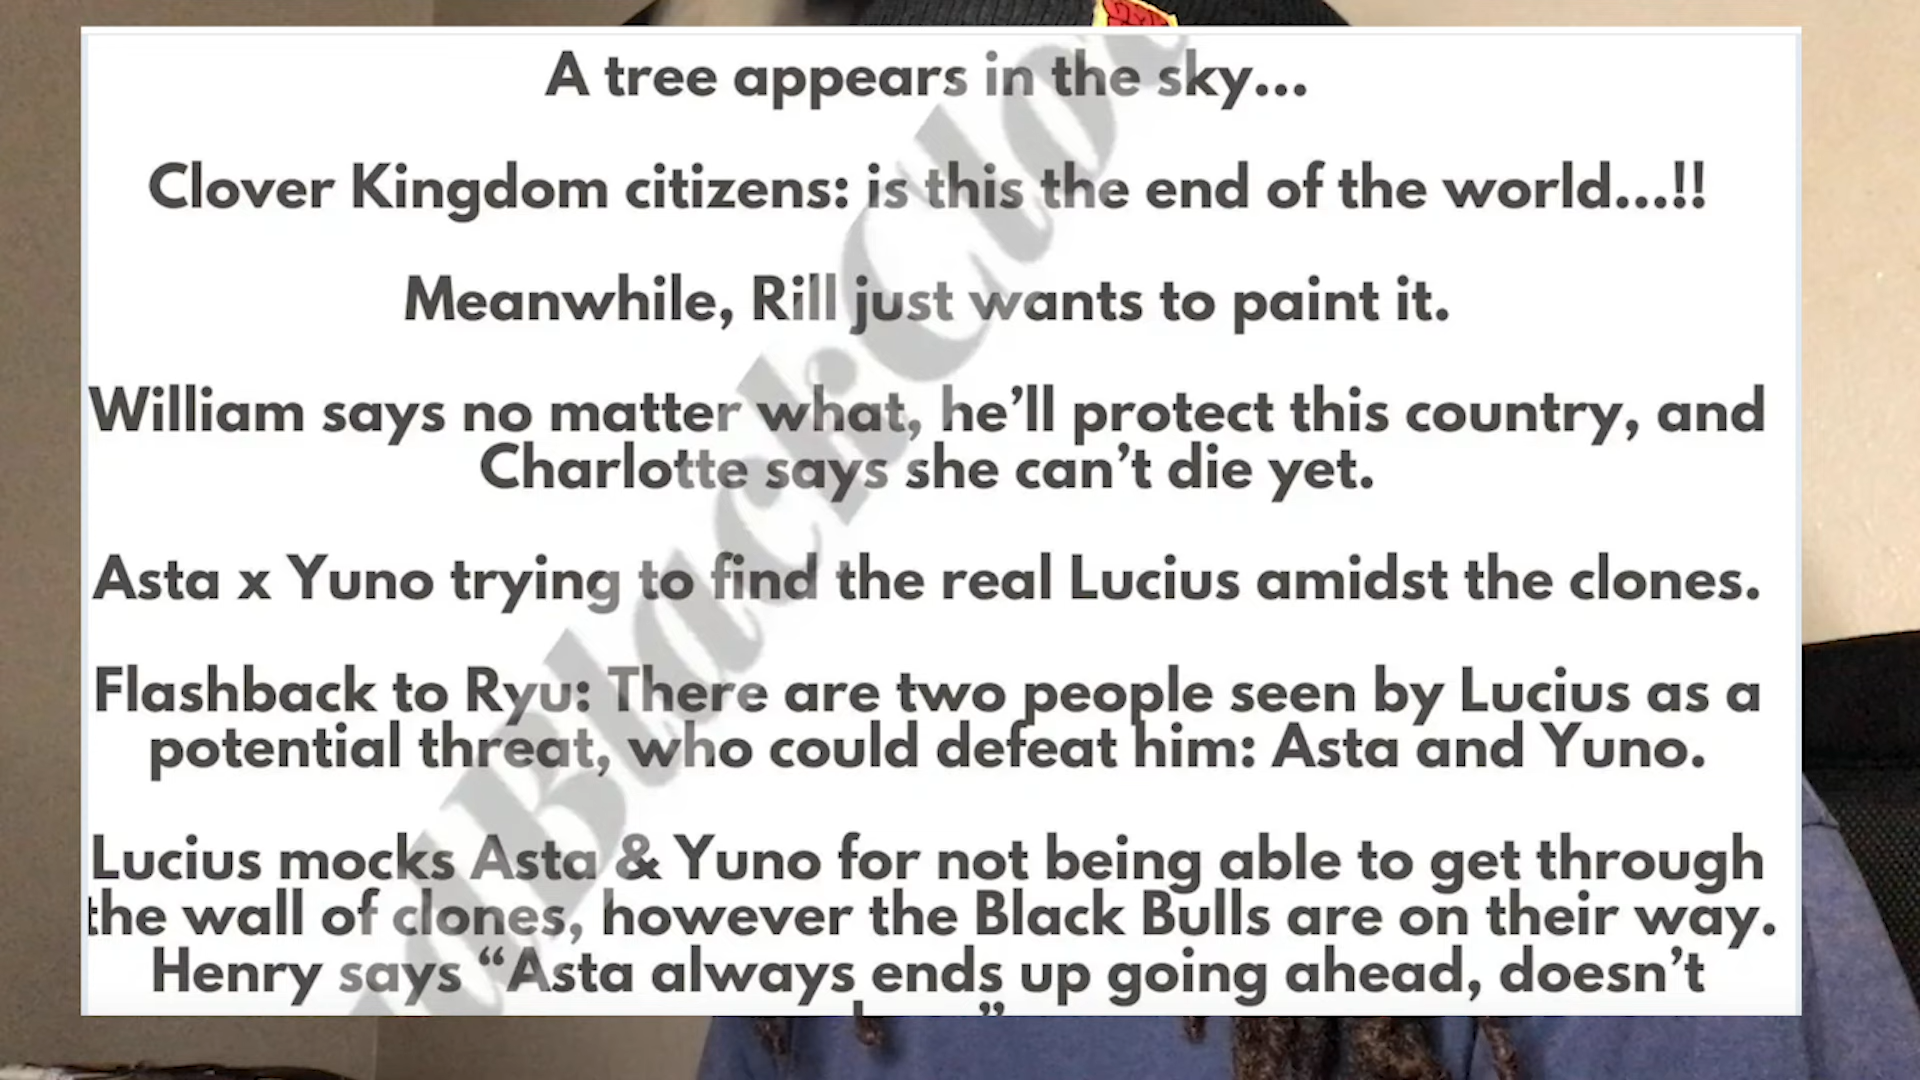 A tree appears in the sky...
Clover Kingdom citizens: is this the end of the world...!!
Meanwhile, Rill just wants to paint it.
William says no matter what, he'll protect this country, and
Charlotte says she can't die yet.
Asta x Yuno trying to find the real Lucius amidst the clones.
Flashback to Ryu: There are two people seen by Lucius as a
potential threat, who could defeat him: Asta and Yuno.
Lucius mocks Asta & Yuno for not being able to get through
the wall of clones, however the Black Bulls are on their way.
Henry says “Asta always ends up going ahead, doesn't